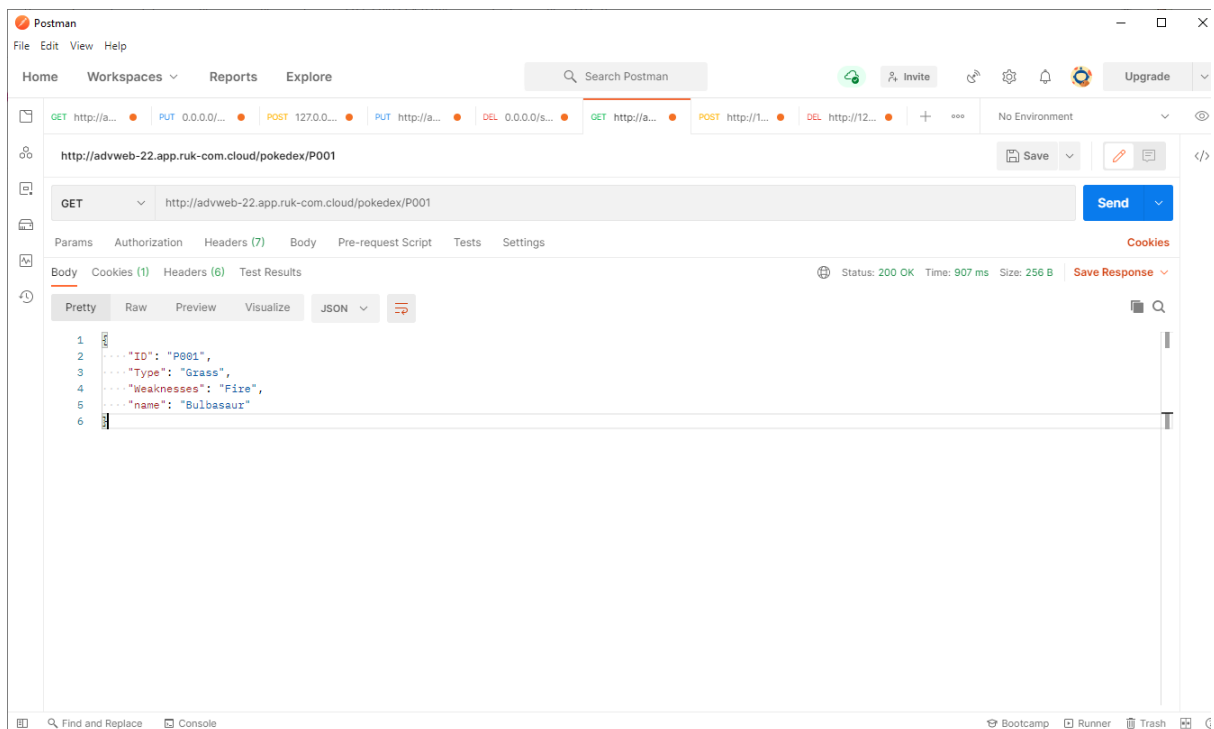 Postman
File Edit View Help
Home Workspaces Reports Explore Search Postman Invite Upgrade
GET http://a... PUT 0.0.0.0/... POST 127.0.0.... PUT http://a... DEL 0.0.0.0/s... GET http://a... POST http://1... DEL http://12... No Environment
http://advweb-22.app.ruk-com.cloud/pokedex/P001 Save
GET http://advweb-22.app.ruk-com.cloud/pokedex/P001 Send
Params Authorization Headers (7) Body Pre-request Script Tests Settings Cookies
Body Cookies (1) Headers (6) Test Results Status: 200 OK Time: 907 ms Size: 256 B Save Response
Pretty Raw Preview Visualize JSON
1 {
2 "ID": "P001",
3 "Type": "Grass",
4 "Weaknesses": "Fire",
5 "name": "Bulbasaur"
6 }
Find and Replace Console Bootcamp Runner Trash